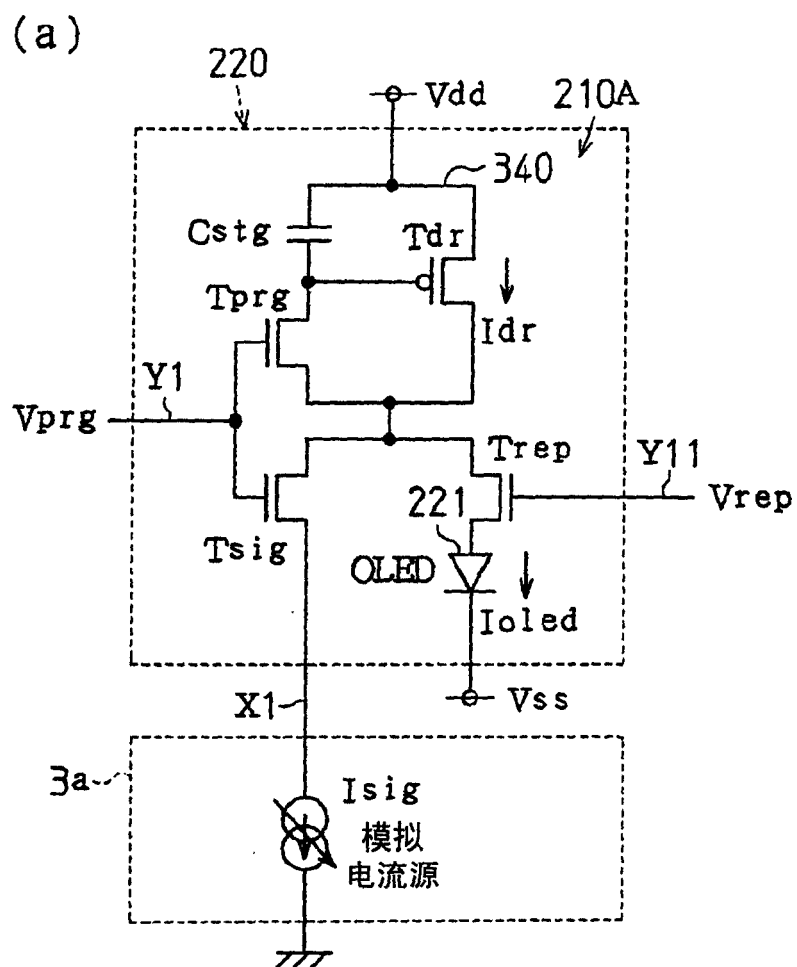 (a)
220
Vdd
210A
340
Cstg
Tdr
Tprg
Idr
Y1
Vprg
Trep
Y11
221
Vrep
Tsig
OLED
Ioled
X1
Vss
3a
Isig
模拟
电流源